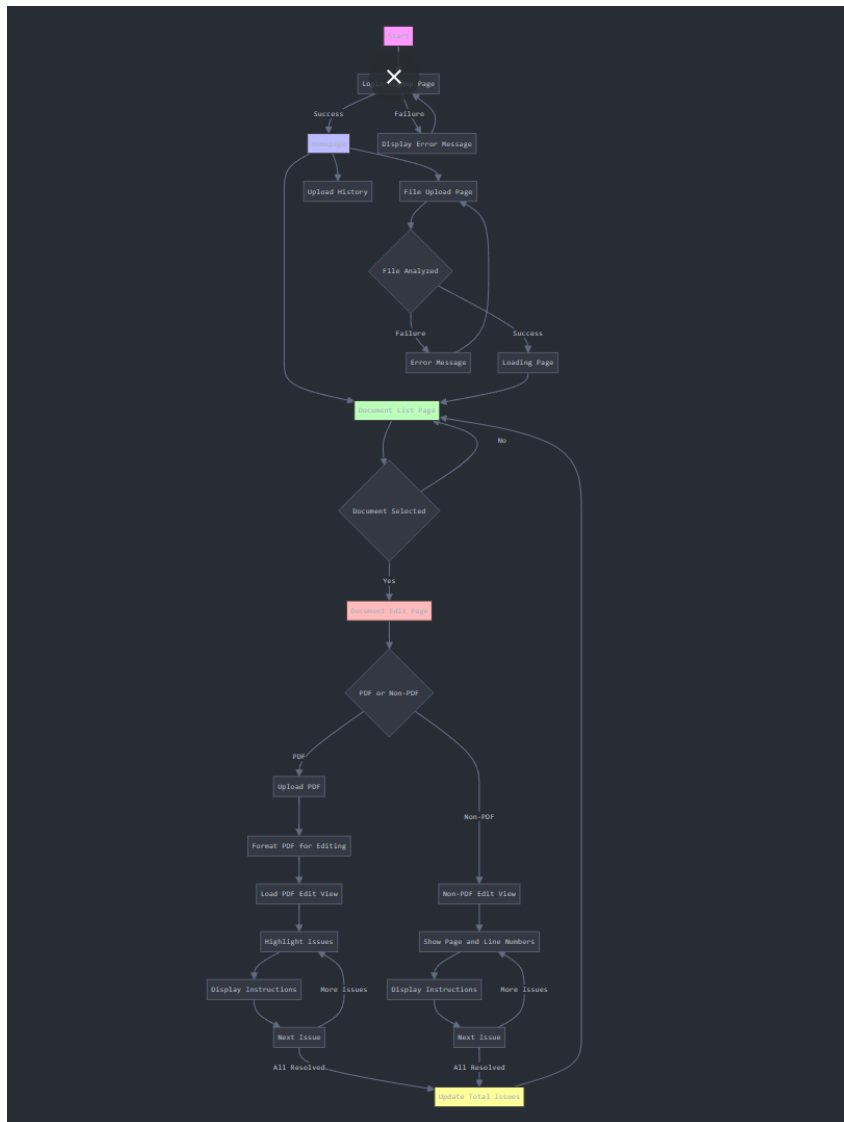 Start
Page
Success
Failure
Display Error Message
Homepage
Upload History
File Upload Page
File Analyzed
Failure
Success
Error Message
Loading Page
Document List Page
No
Document Selected
Yes
Document Edit Page
PDF or Non-PDF
PDF
Upload PDF
Non-PDF
Format PDF for Editing
Load PDF Edit View
Non-PDF Edit View
Highlight Issues
Show Page and Line Numbers
Display Instructions
More Issues
Display Instructions
More Issues
Next Issue
Next Issue
All Resolved
All Resolved
Update Total Issues